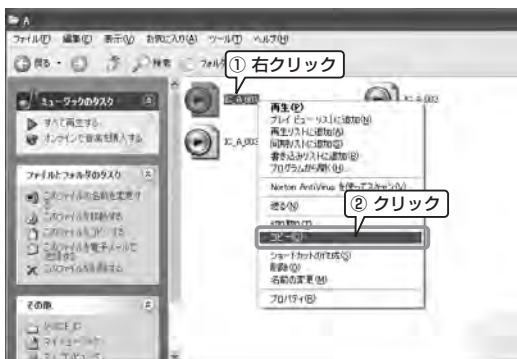 A
ファイル(F) 編集(E) 表示(V) お気に入り(A) ツール(T) ヘルプ(H)
戻る 検索 フォルダ
① 右クリック
ミュージックのタスク
すべて再生する
オンラインで音楽を購入する
IC_A_001
IC_A_002
IC_A_003
再生(P)
プレイ ビュー リストに追加(N)
再生リストに追加(A)
同期リストに追加(S)
書き込みリストに追加(B)
プログラムから開く(H)
Norton AntiVirus を使ってスキャン(V)
② クリック
送る(N)
コピー(C)
ショートカットの作成(S)
削除(D)
名前の変更(M)
プロパティ(R)
ファイルとフォルダのタスク
このファイルの名前を変更する
このファイルを移動する
このファイルをコピーする
このファイルを電子メールで送信する
このファイルを削除する
その他